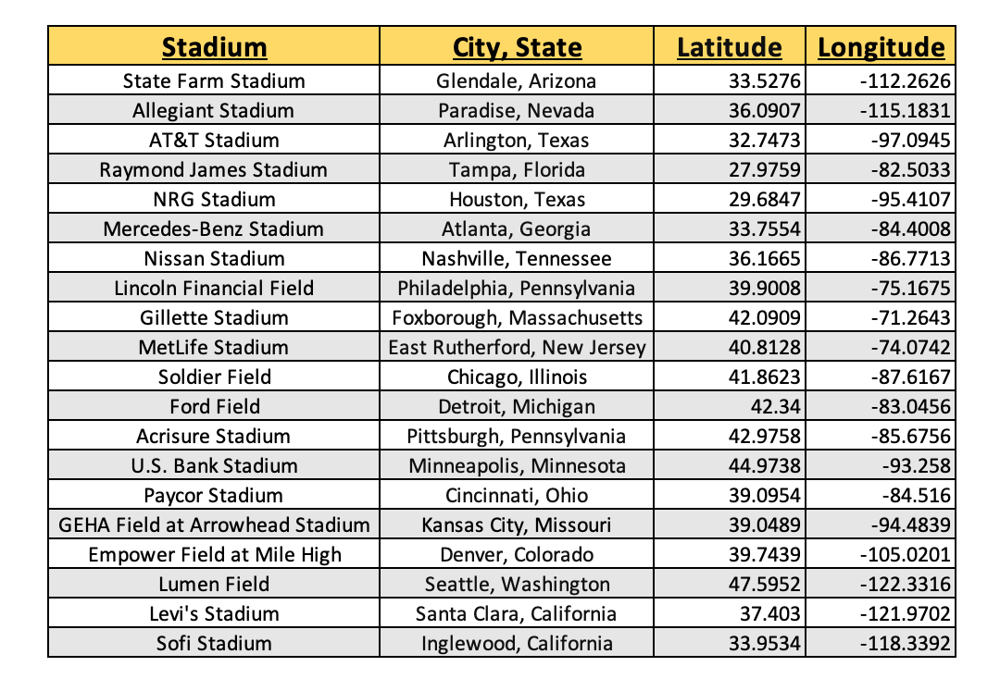 Stadium City, State Latitude Longitude
State Farm Stadium Glendale, Arizona 33.5276 -112.2626
Allegiant Stadium Paradise, Nevada 36.0907 -115.1831
AT&T Stadium Arlington, Texas 32.7473 -97.0945
Raymond James Stadium Tampa, Florida 27.9759 -82.5033
NRG Stadium Houston, Texas 29.6847 -95.4107
Mercedes-Benz Stadium Atlanta, Georgia 33.7554 -84.4008
Nissan Stadium Nashville, Tennessee 36.1665 -86.7713
Lincoln Financial Field Philadelphia, Pennsylvania 39.9008 -75.1675
Gillette Stadium Foxborough, Massachusetts 42.0909 -71.2643
MetLife Stadium East Rutherford, New Jersey 40.8128 -74.0742
Soldier Field Chicago, Illinois 41.8623 -87.6167
Ford Field Detroit, Michigan 42.34 -83.0456
Acrisure Stadium Pittsburgh, Pennsylvania 42.9758 -85.6756
U.S. Bank Stadium Minneapolis, Minnesota 44.9738 -93.258
Paycor Stadium Cincinnati, Ohio 39.0954 -84.516
GEHA Field at Arrowhead Stadium Kansas City, Missouri 39.0489 -94.4839
Empower Field at Mile High Denver, Colorado 39.7439 -105.0201
Lumen Field Seattle, Washington 47.5952 -122.3316
Levi's Stadium Santa Clara, California 37.403 -121.9702
Sofi Stadium Inglewood, California 33.9534 -118.3392